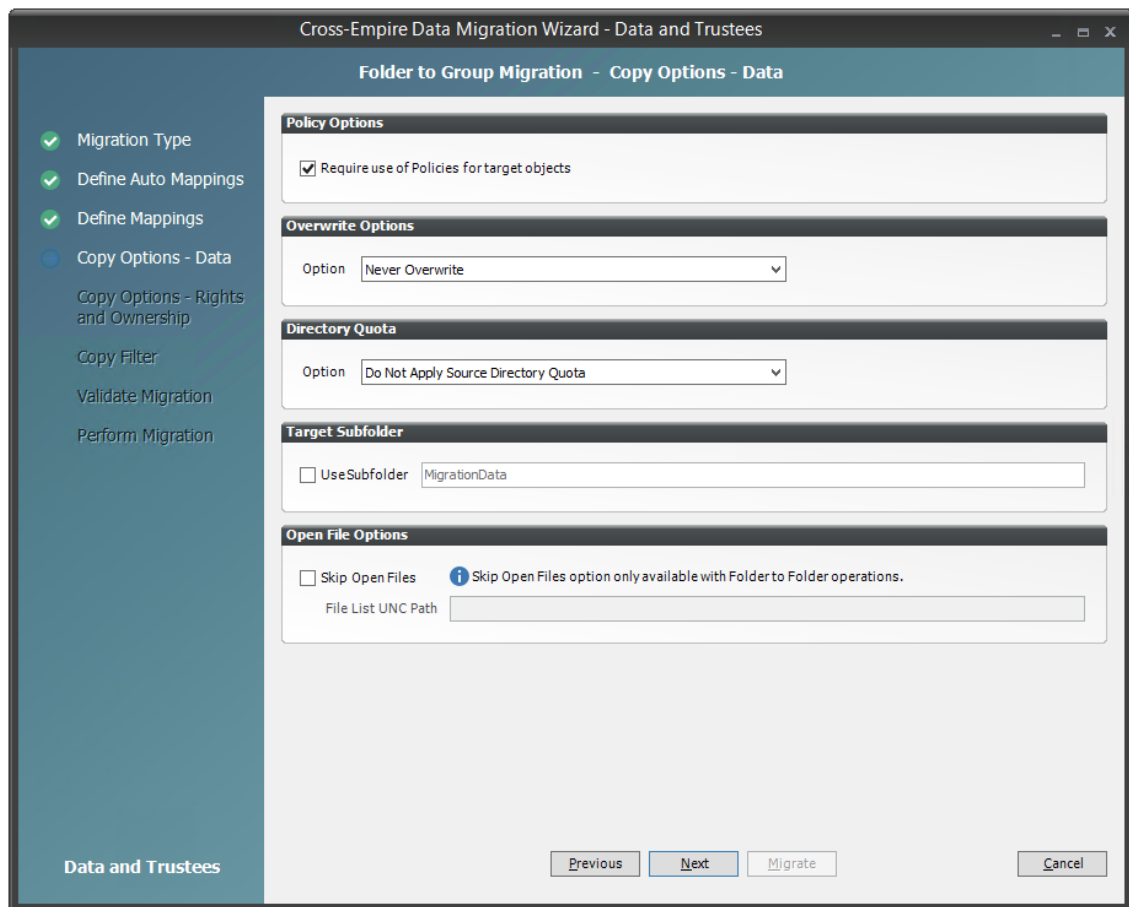 Cross-Empire Data Migration Wizard - Data and Trustees
Folder to Group Migration - Copy Options - Data
Migration Type
Define Auto Mappings
Define Mappings
Copy Options - Data
Copy Options - Rights
and Ownership
Copy Filter
Validate Migration
Perform Migration
Data and Trustees
Policy Options
Require use of Policies for target objects
Overwrite Options
Option Never Overwrite
Directory Quota
Option Do Not Apply Source Directory Quota
Target Subfolder
Use Subfolder MigrationData
Open File Options
Skip Open Files Skip Open Files option only available with Folder to Folder operations.
File List UNC Path
Previous Next Migrate Cancel